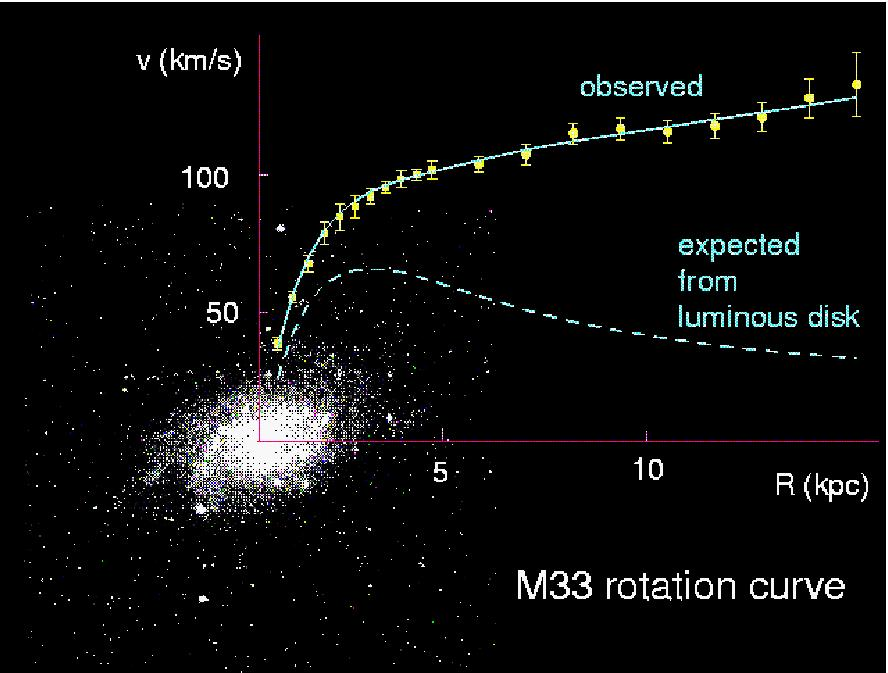 v (km/s)
observed
100
expected
from
luminous disk
50
5
10
R (kpc)
M33 rotation curve